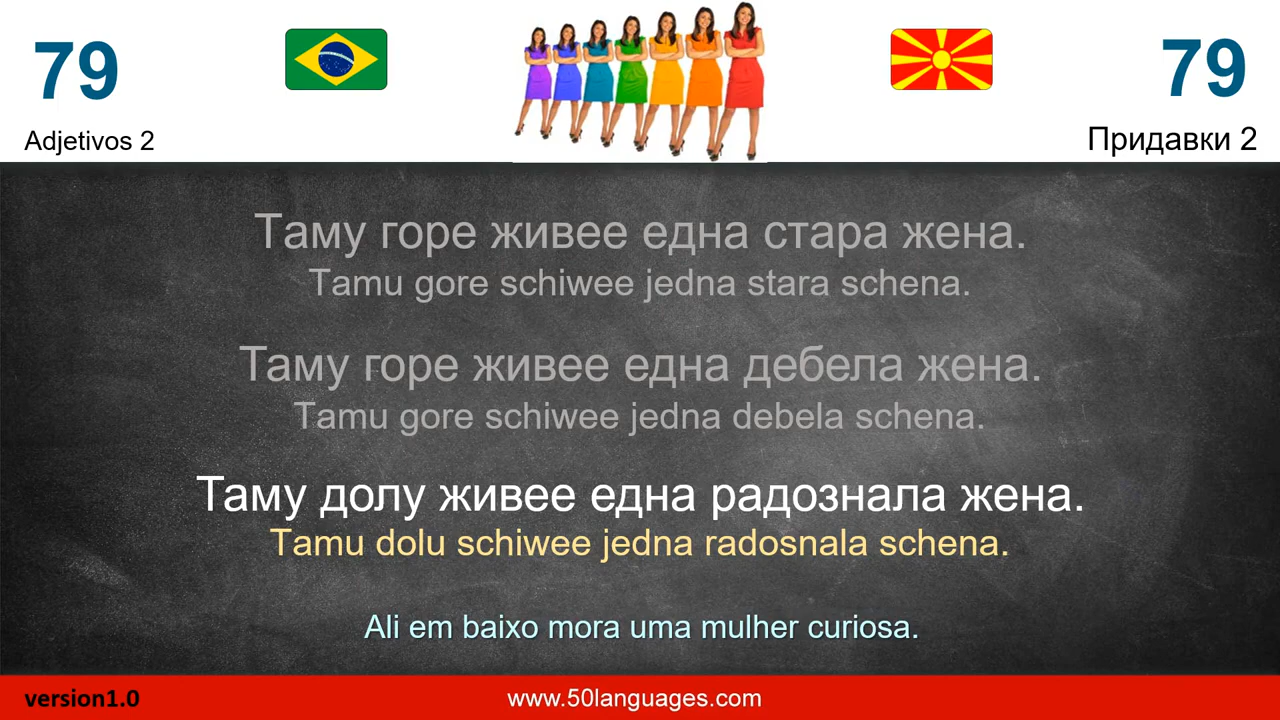 79
79
Adjetivos 2
Придавки 2
Таму горе живее една стара жена.
Tamu gore schiwee jedna stara schena.
Таму горе живее една дебела жена.
Tamu gore schiwee jedna debela schena.
Таму долу живее една радознала жена.
Tamu dolu schiwee jedna radosnala schena.
Ali em baixo mora uma mulher curiosa.
version1.0
www.50languages.com